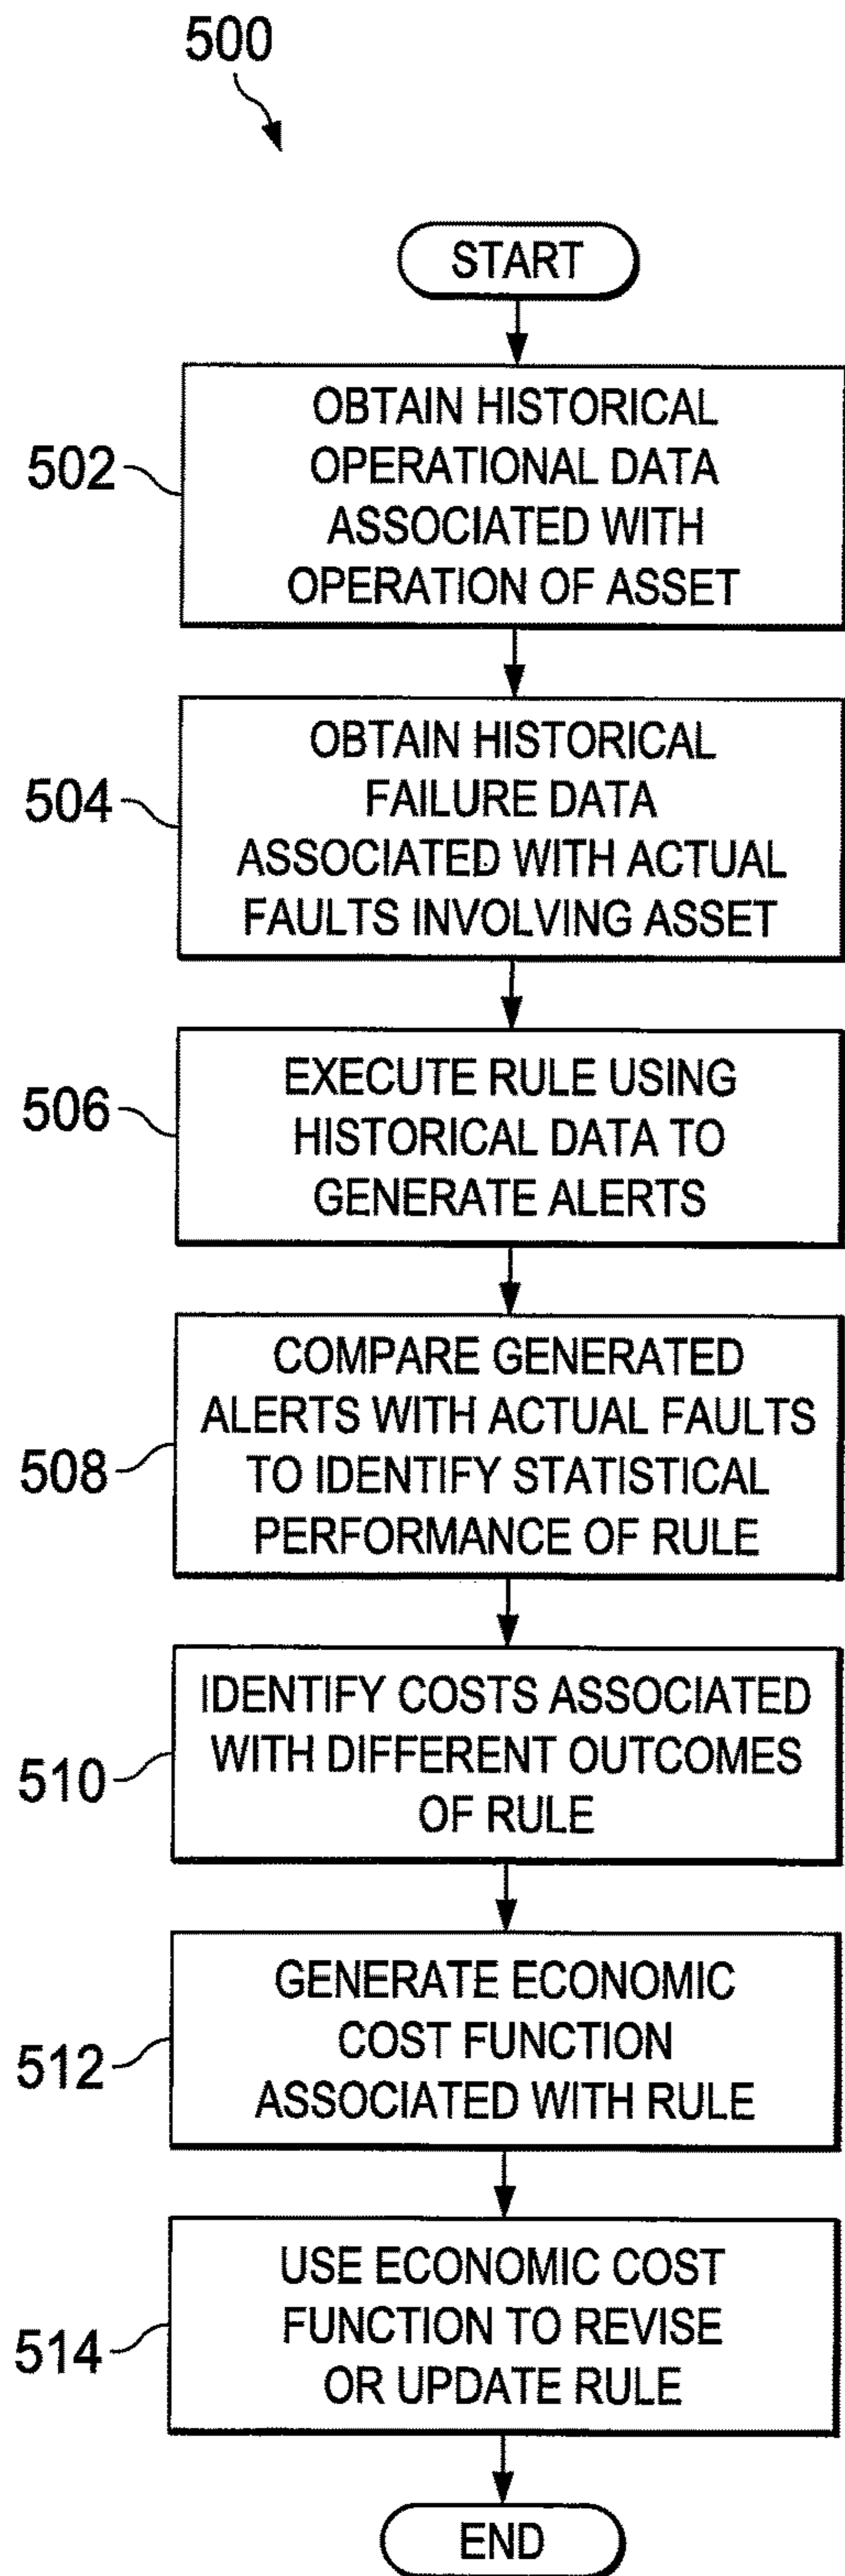 500
START
502
OBTAIN HISTORICAL
OPERATIONAL DATA
ASSOCIATED WITH
OPERATION OF ASSET
504
OBTAIN HISTORICAL
FAILURE DATA
ASSOCIATED WITH ACTUAL
FAULTS INVOLVING ASSET
506
EXECUTE RULE USING
HISTORICAL DATA TO
GENERATE ALERTS
508
COMPARE GENERATED
ALERTS WITH ACTUAL FAULTS
TO IDENTIFY STATISTICAL
PERFORMANCE OF RULE
510
IDENTIFY COSTS ASSOCIATED
WITH DIFFERENT OUTCOMES
OF RULE
512
GENERATE ECONOMIC
COST FUNCTION
ASSOCIATED WITH RULE
514
USE ECONOMIC COST
FUNCTION TO REVISE
OR UPDATE RULE
END